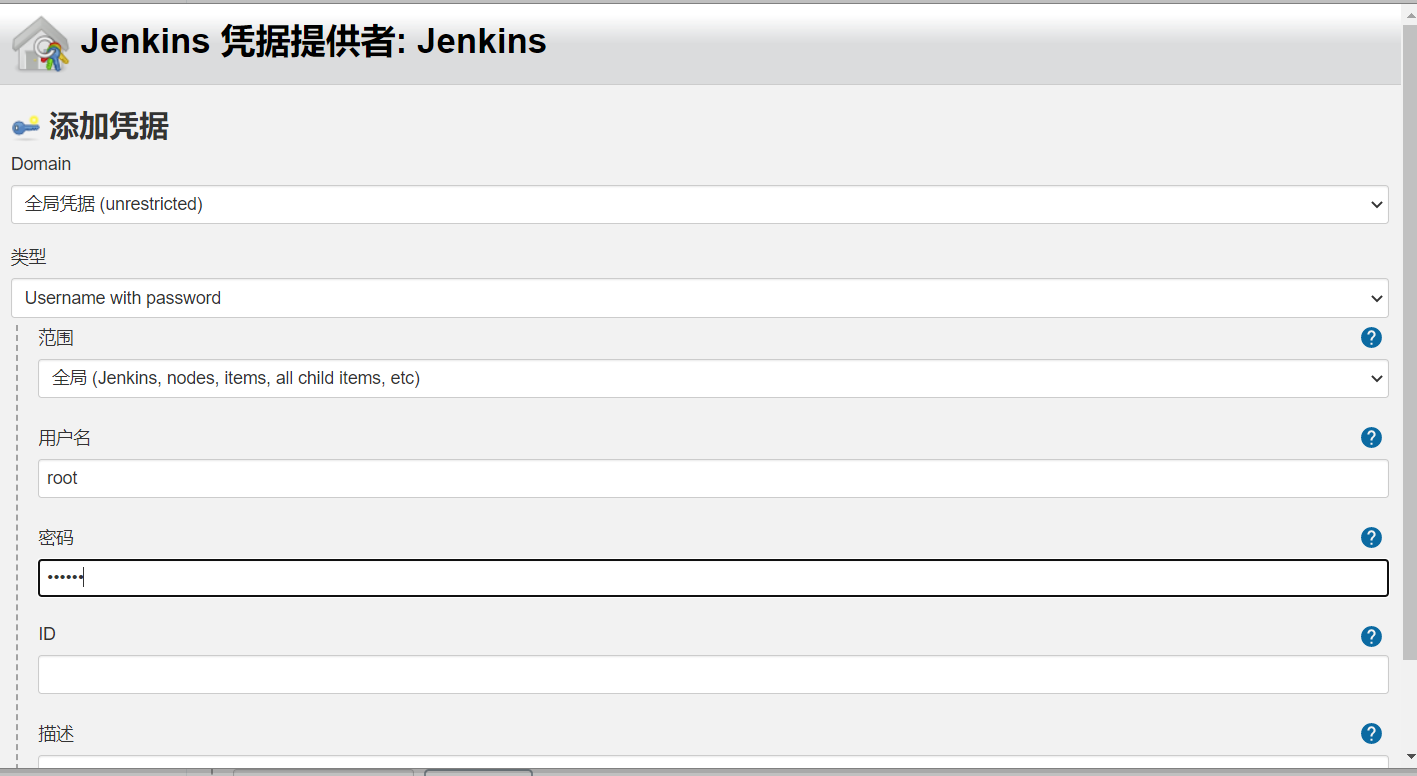 Jenkins 凭据提供者: Jenkins
添加凭据
Domain
全局凭据 (unrestricted)
类型
Username with password
范围
?
全局 (Jenkins, nodes, items, all child items, etc)
用户名
?
root
密码
?
••••••
ID
?
描述
?